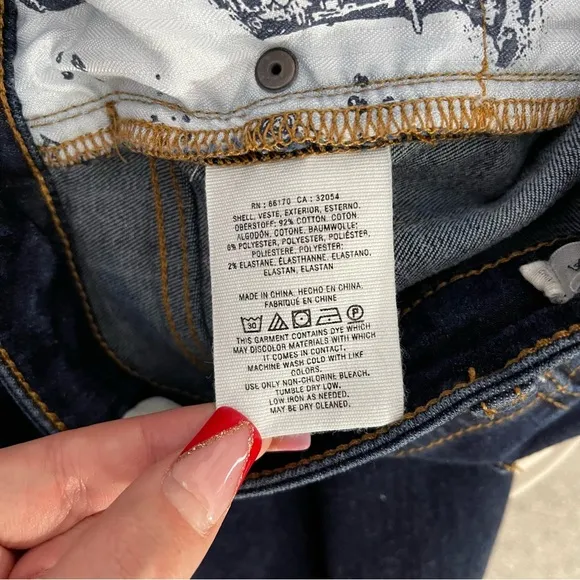 RN : 66170 CA : 32054
SHELL, VESTE, EXTERIOR, ESTERNO,
OBERSTOFF: 92% COTTON, COTON
ALGODÓN, COTONE, BAUMWOLLE:
6% POLYESTER, POLYESTER, POLIÉSTER,
POLIESTERE, POLYESTER:
2% ELASTANE, ÉLASTHANNE, ELASTANO,
ELASTAN, ELASTAN
MADE IN CHINA, HECHO EN CHINA,
FABRIQUÉ EN CHINE
30
THIS GARMENT CONTAINS DYE WHICH
MAY DISCOLOR MATERIALS WITH WHICH
IT COMES IN CONTACT.
MACHINE WASH COLD WITH LIKE
COLORS.
USE ONLY NON-CHLORINE BLEACH.
TUMBLE DRY LOW.
LOW IRON AS NEEDED.
MAY BE DRY CLEANED.